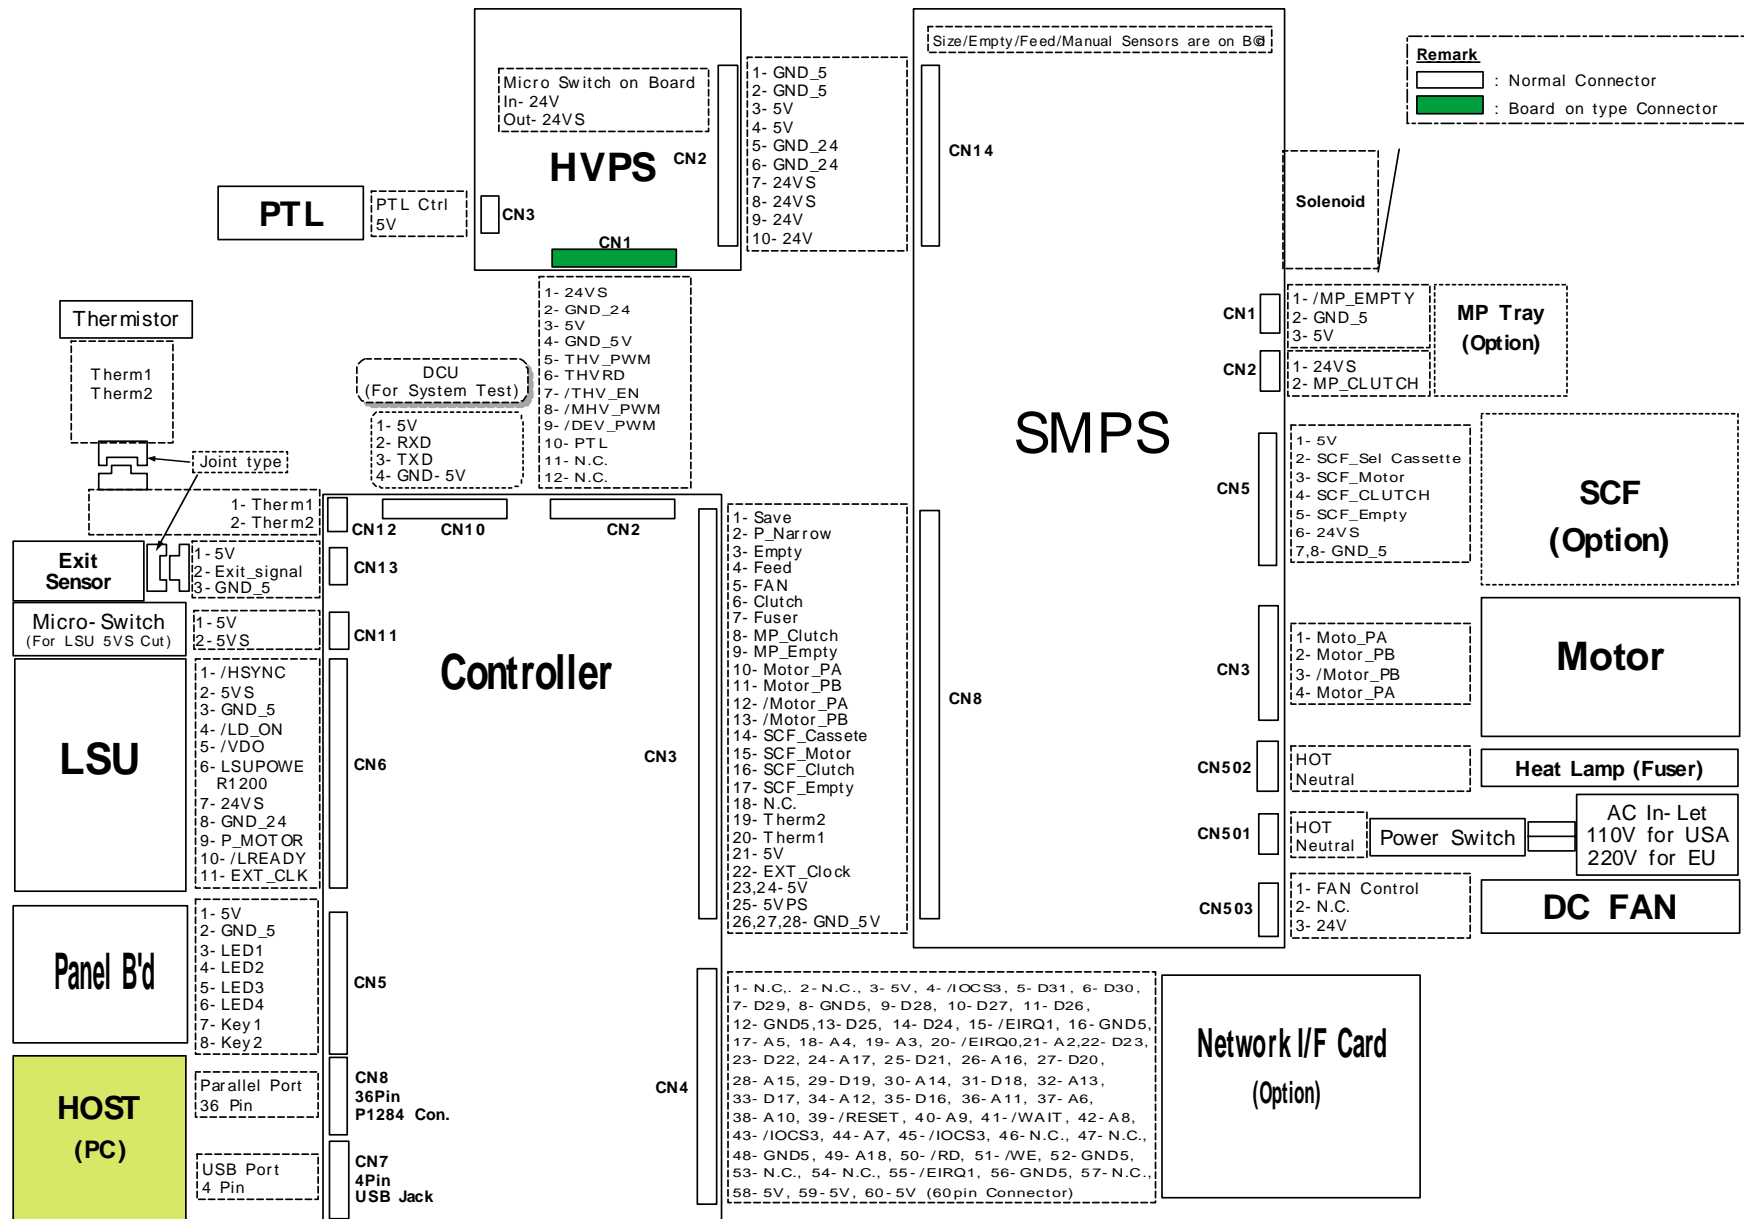 Size/Empty/Feed/Manual Sensors are on B'd
Remark
: Normal Connector
: Board on type Connector
Micro Switch on Board
In- 24V
Out- 24VS
HVPS
CN2
CN3
CN1
PTL
PTL Ctrl
5V
1- GND_5
2- GND_5
3- 5V
4- 5V
5- GND_24
6- GND_24
7- 24VS
8- 24VS
9- 24V
10- 24V
CN14
Solenoid
SMPS
1- 24VS
2- GND_24
3- 5V
4- GND_5V
5- THV_PWM
6- THVRD
7- /THV_EN
8- /MHV_PWM
9- /DEV_PWM
10- PTL
11- N.C.
12- N.C.
DCU
(For System Test)
1- 5V
2- RXD
3- TXD
4- GND- 5V
Thermistor
Therm1
Therm2
Joint type
1- Therm1
2- Therm2
CN12
CN10
CN2
Exit
Sensor
1- 5V
2- Exit_signal
3- GND_5
CN13
Micro- Switch
(For LSU 5VS Cut)
1- 5V
2- 5VS
CN11
Controller
LSU
1- /HSYNC
2- 5VS
3- GND_5
4- /LD_ON
5- /VDO
6- LSUPOWE
R1200
7- 24VS
8- GND_24
9- P_MOTOR
10- /LREADY
11- EXT_CLK
CN6
CN3
1- Save
2- P_Narrow
3- Empty
4- Feed
5- FAN
6- Clutch
7- Fuser
8- MP_Clutch
9- MP_Empty
10- Motor_PA
11- Motor_PB
12- /Motor_PA
13- /Motor_PB
14- SCF_Cassete
15- SCF_Motor
16- SCF_Clutch
17- SCF_Empty
18- N.C.
19- Therm2
20- Therm1
21- 5V
22- EXT_Clock
23,24- 5V
25- 5VPS
26,27,28- GND_5V
CN8
CN1
1- /MP_EMPTY
2- GND_5
3- 5V
CN2
1- 24VS
2- MP_CLUTCH
MP Tray
(Option)
CN5
1- 5V
2- SCF_Sel Cassette
3- SCF_Motor
4- SCF_CLUTCH
5- SCF_Empty
6- 24VS
7,8- GND_5
SCF
(Option)
CN3
1- Moto_PA
2- Motor_PB
3- /Motor_PB
4- Motor_PA
Motor
CN502
HOT
Neutral
Heat Lamp (Fuser)
CN501
HOT
Neutral
Power Switch
AC In- Let
110V for USA
220V for EU
CN503
1- FAN Control
2- N.C.
3- 24V
DC FAN
Panel B'd
1- 5V
2- GND_5
3- LED1
4- LED2
5- LED3
6- LED4
7- Key1
8- Key2
CN5
HOST
(PC)
Parallel Port
36 Pin
CN8
36Pin
P1284 Con.
USB Port
4 Pin
CN7
4Pin
USB Jack
CN4
1- N.C,. 2- N.C., 3- 5V, 4- /IOCS3, 5- D31, 6- D30,
7- D29, 8- GND5, 9- D28, 10- D27, 11- D26,
12- GND5,13- D25, 14- D24, 15- /EIRQ1, 16- GND5,
17- A5, 18- A4, 19- A3, 20- /EIRQ0,21- A2,22- D23,
23- D22, 24- A17, 25- D21, 26- A16, 27- D20,
28- A15, 29- D19, 30- A14, 31- D18, 32- A13,
33- D17, 34- A12, 35- D16, 36- A11, 37- A6,
38- A10, 39- /RESET, 40- A9, 41- /WAIT, 42- A8,
43- /IOCS3, 44- A7, 45- /IOCS3, 46- N.C., 47- N.C.,
48- GND5, 49- A18, 50- /RD, 51- /WE, 52- GND5,
53- N.C., 54- N.C., 55- /EIRQ1, 56- GND5, 57- N.C.,
58- 5V, 59- 5V, 60- 5V (60pin Connector)
Network I/F Card
(Option)